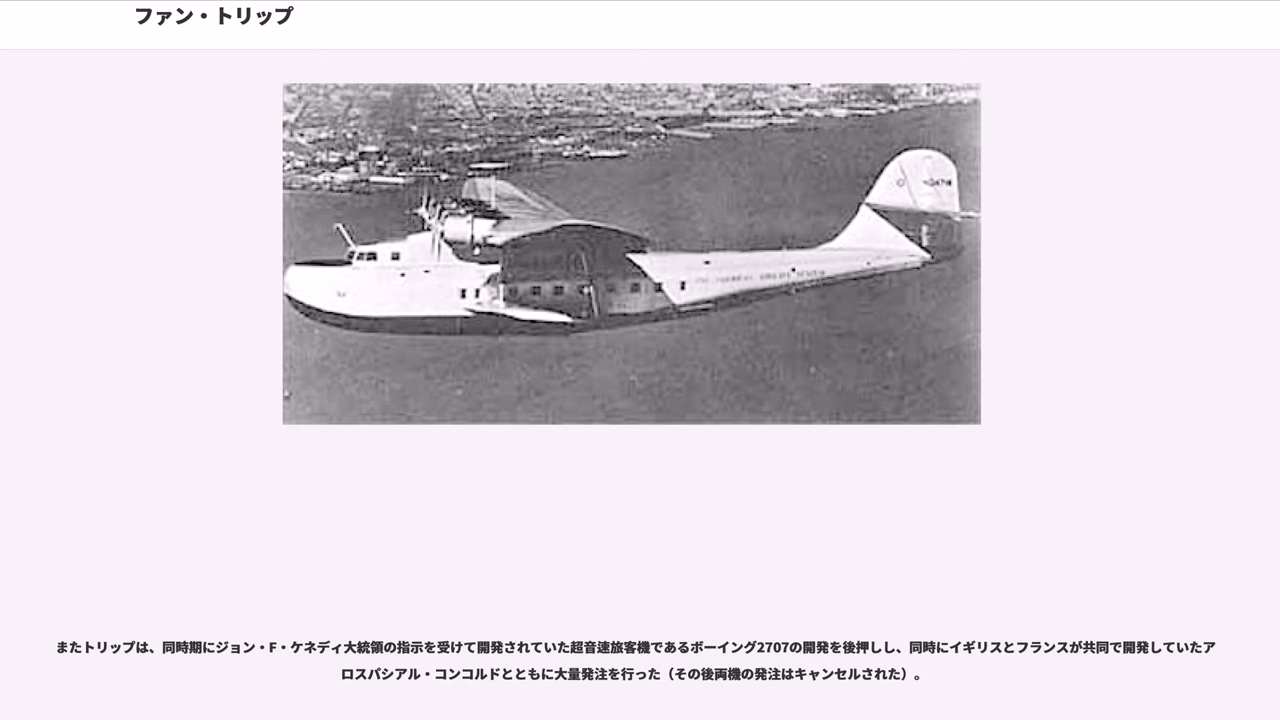 ファン・トリップ
またトリップは、同時期にジョン・F・ケネディ大統領の指示を受けて開発されていた超音速旅客機であるボーイング2707の開発を後押しし、同時にイギリスとフランスが共同で開発していたア
ロスパシアル・コンコルドとともに大量発注を行った（その後両機の発注はキャンセルされた）。